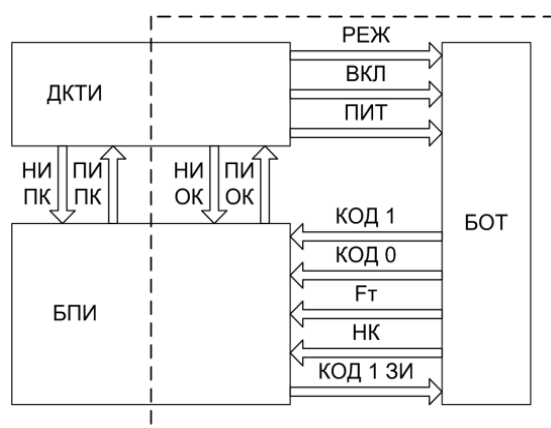 РЕЖ
ДКТИ
ВКЛ
ПИТ
НИ ПИ НИ ПИ
ПК ПК ОК ОК
КОД 1
БОТ
КОД 0
Fт
БПИ
НК
КОД 1 ЗИ